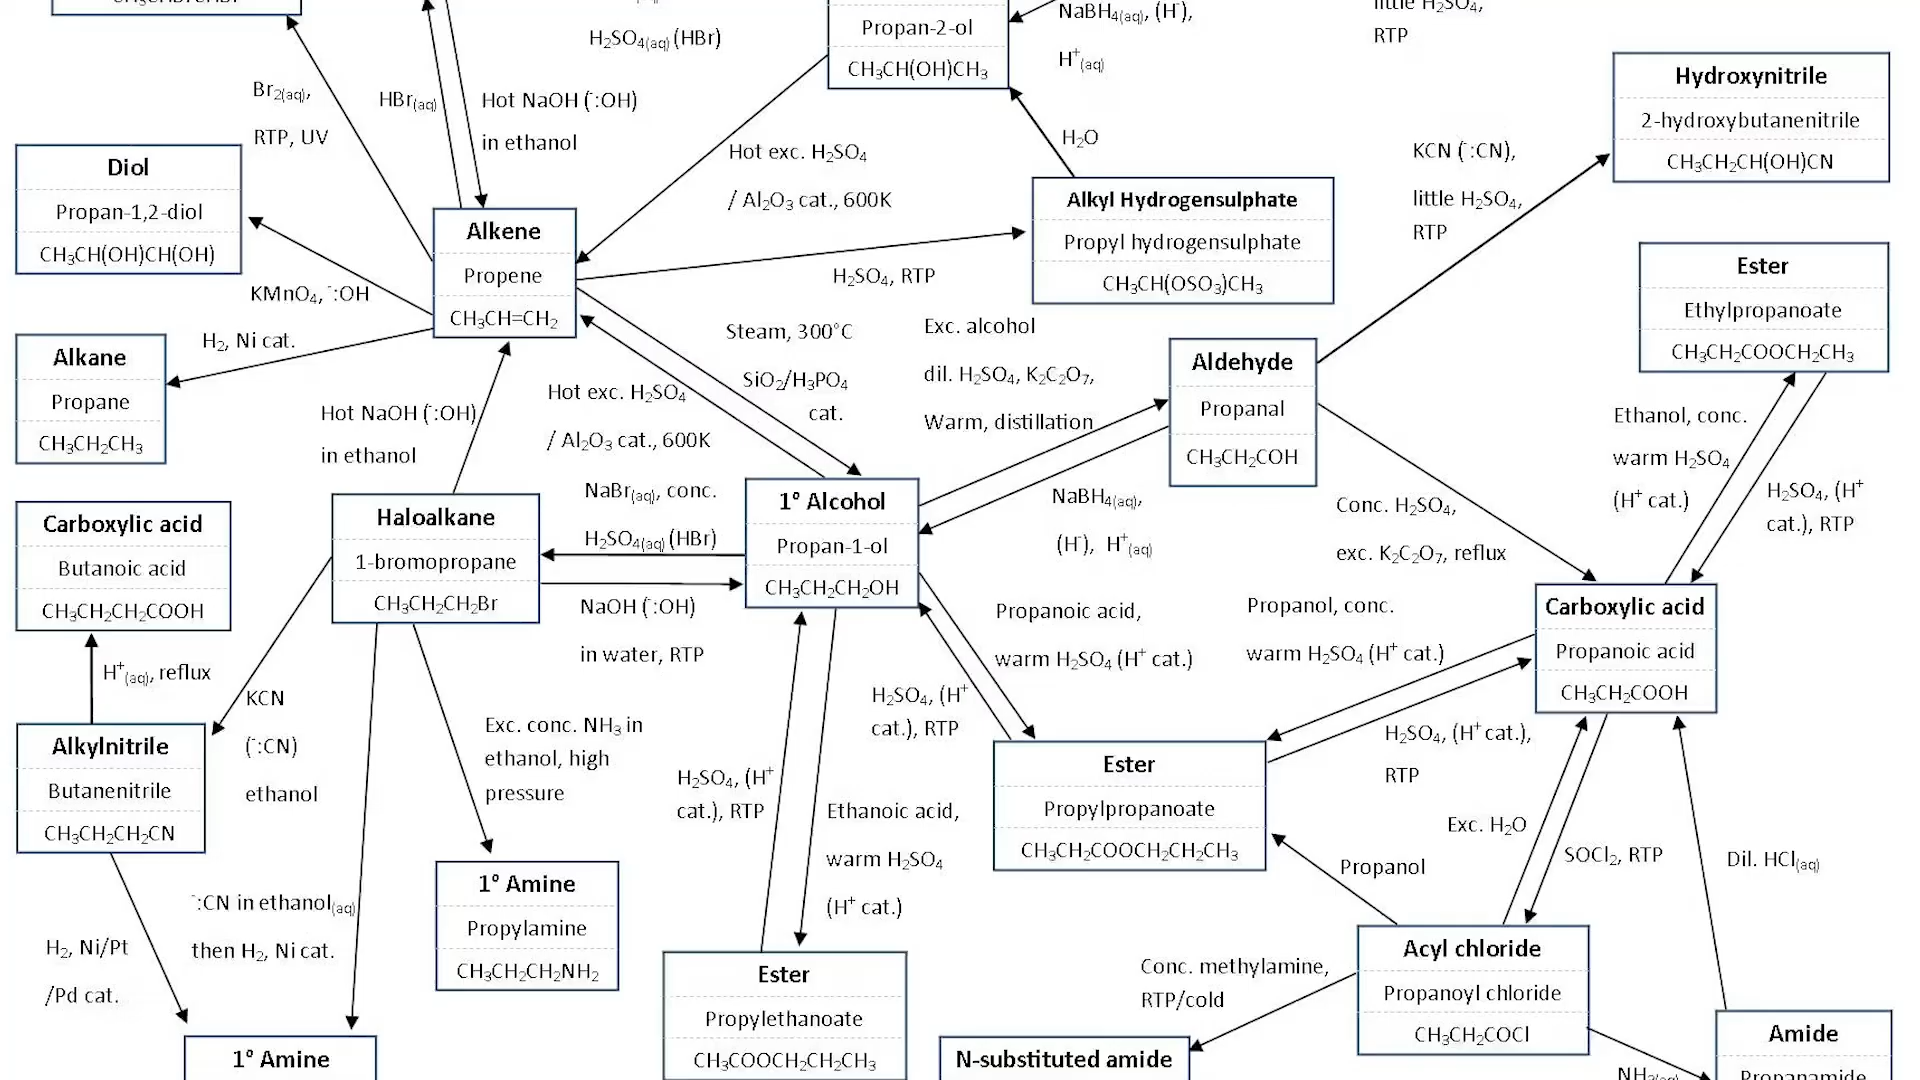 H₂SO₄(aq) (HBr)
Propan-2-ol
CH₃CH(OH)CH₃
NaBH₄(aq), (H⁻),
H⁺(aq)
little H₂SO₄,
RTP
Hydroxynitrile
2-hydroxybutanenitrile
CH₃CH₂CH(OH)CN
Br₂(aq),
RTP, UV
HBr(aq)
Hot NaOH (⁻:OH)
in ethanol
Hot exc. H₂SO₄
/ Al₂O₃ cat., 600K
H₂O
KCN (⁻:CN),
little H₂SO₄,
RTP
Diol
Propan-1,2-diol
CH₃CH(OH)CH(OH)
Alkyl Hydrogensulphate
Propyl hydrogensulphate
CH₃CH(OSO₃)CH₃
Alkene
Propene
CH₃CH=CH₂
H₂SO₄, RTP
KMnO₄, ⁻:OH
Ester
Ethylpropanoate
CH₃CH₂COOCH₂CH₃
H₂, Ni cat.
Alkane
Propane
CH₃CH₂CH₃
Steam, 300°C
SiO₂/H₃PO₄
cat.
Exc. alcohol
dil. H₂SO₄, K₂C₂O₇,
Warm, distillation
Aldehyde
Propanal
CH₃CH₂COH
Hot NaOH (⁻:OH)
in ethanol
Hot exc. H₂SO₄
/ Al₂O₃ cat., 600K
Ethanol, conc.
warm H₂SO₄
(H⁺ cat.)
H₂SO₄, (H⁺
cat.), RTP
Carboxylic acid
Butanoic acid
CH₃CH₂CH₂COOH
Haloalkane
1-bromopropane
CH₃CH₂CH₂Br
NaBr(aq), conc.
H₂SO₄(aq) (HBr)
1° Alcohol
Propan-1-ol
CH₃CH₂CH₂OH
NaBH₄(aq),
(H⁻), H⁺(aq)
Conc. H₂SO₄,
exc. K₂C₂O₇, reflux
NaOH (⁻:OH)
in water, RTP
Propanoic acid,
warm H₂SO₄ (H⁺ cat.)
Propanol, conc.
warm H₂SO₄ (H⁺ cat.)
Carboxylic acid
Propanoic acid
CH₃CH₂COOH
H⁺(aq), reflux
KCN
(⁻:CN)
ethanol
Alkylnitrile
Butanenitrile
CH₃CH₂CH₂CN
Exc. conc. NH₃ in
ethanol, high
pressure
H₂SO₄, (H⁺
cat.), RTP
H₂SO₄, (H⁺
cat.), RTP
Ester
Propylpropanoate
CH₃CH₂COOCH₂CH₂CH₃
H₂SO₄, (H⁺ cat.),
RTP
Ethanoic acid,
warm H₂SO₄
(H⁺ cat.)
Exc. H₂O
SOCl₂, RTP
Dil. HCl(aq)
Propanol
1° Amine
Propylamine
CH₃CH₂CH₂NH₂
⁻:CN in ethanol(aq)
then H₂, Ni cat.
H₂, Ni/Pt
/Pd cat.
Ester
Propylethanoate
CH₃COOCH₂CH₂CH₃
Conc. methylamine,
RTP/cold
Acyl chloride
Propanoyl chloride
CH₃CH₂COCl
1° Amine
N-substituted amide
NH₃(aq)
Amide
Propanamide